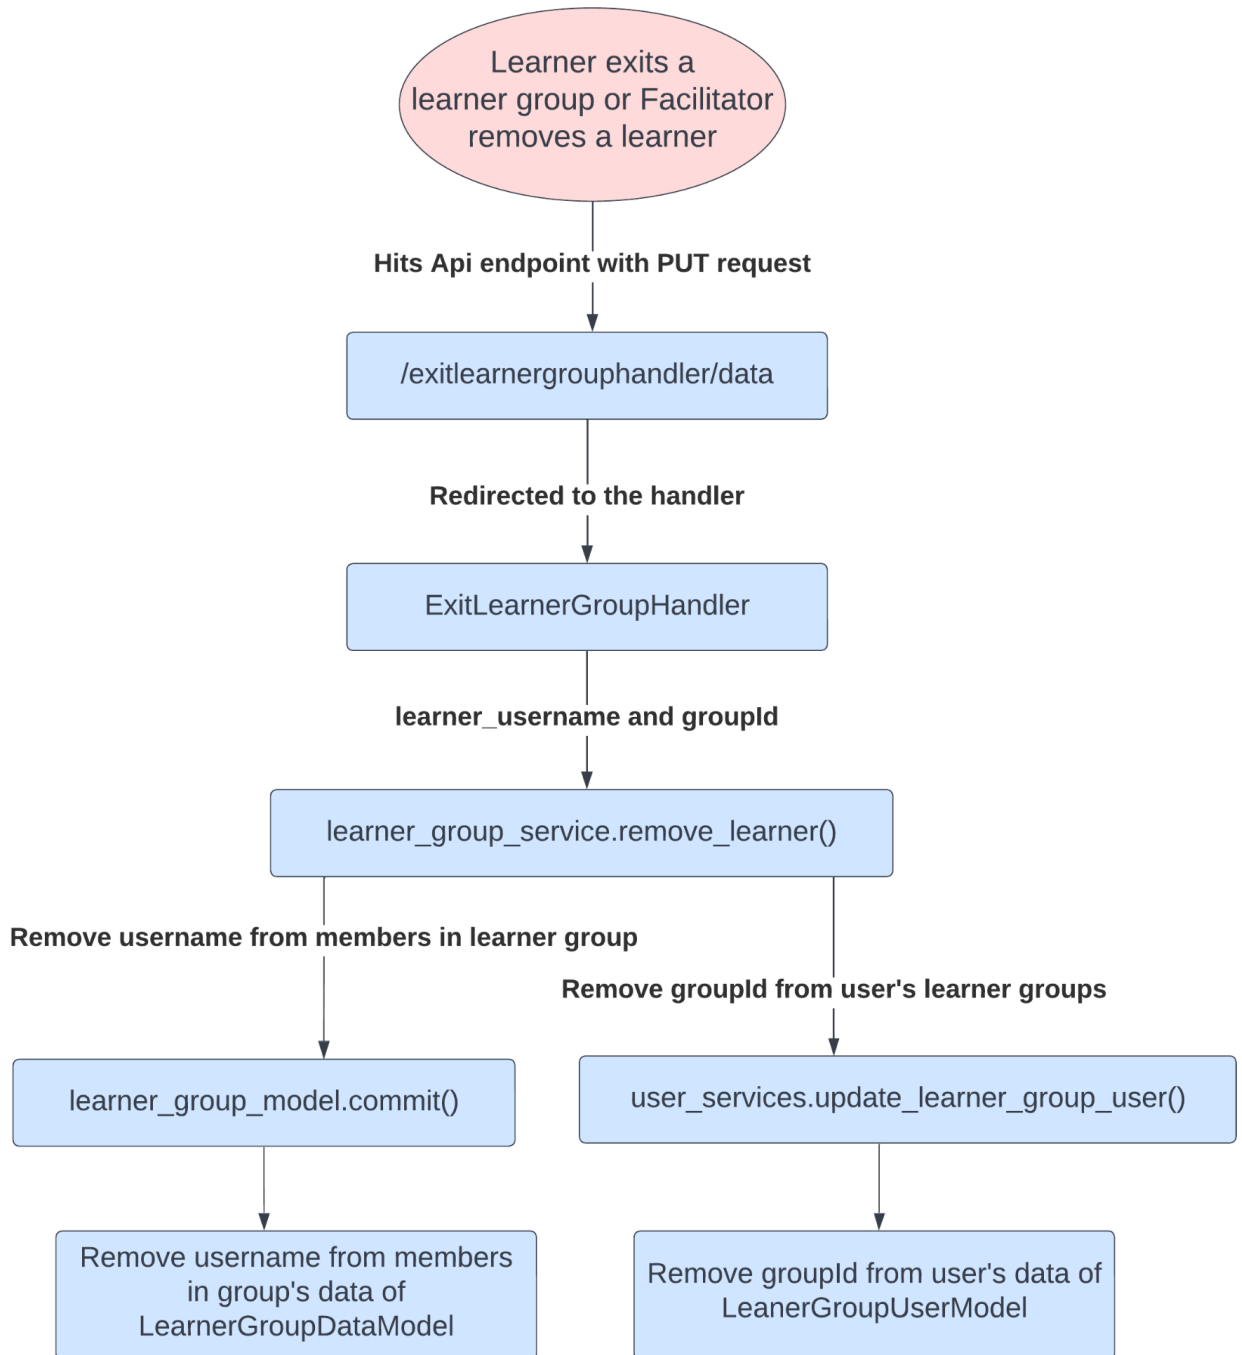 Learner exits a
learner group or Facilitator
removes a learner
Hits Api endpoint with PUT request
/exitlearnergrouphandler/data
Redirected to the handler
ExitLearnerGroupHandler
learner_username and groupId
learner_group_service.remove_learner()
Remove username from members in learner group
Remove groupId from user's learner groups
learner_group_model.commit()
user_services.update_learner_group_user()
Remove username from members
in group's data of
LearnerGroupDataModel
Remove groupId from user's data of
LeanerGroupUserModel